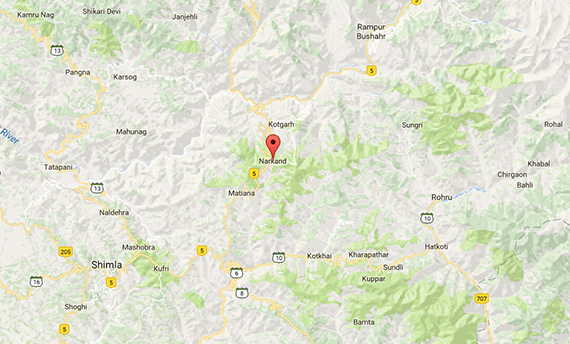 Kamru Nag
Shikari Devi
Janjehli
Rampur
Bushahr
13
Pangna
Karsog
5
5
Kotgarh
Sungri
Rohal
River
Mahunag
13
Narkand
Khabal
Tatapani
5
Chirgaon
Bahli
Matiana
Rohru
Naldehra
10
Mashobra
205
5
Hatkoti
Kotkhai
Kharapathar
10
Shimla
Kufri
6
Sundli
16
5
Kuppar
8
707
Shoghi
Bamta
5